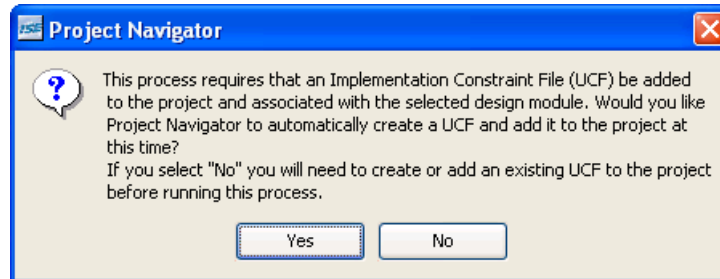 ISE Project Navigator
This process requires that an Implementation Constraint File (UCF) be added
to the project and associated with the selected design module. Would you like
Project Navigator to automatically create a UCF and add it to the project at
this time?
If you select "No" you will need to create or add an existing UCF to the project
before running this process.
Yes No